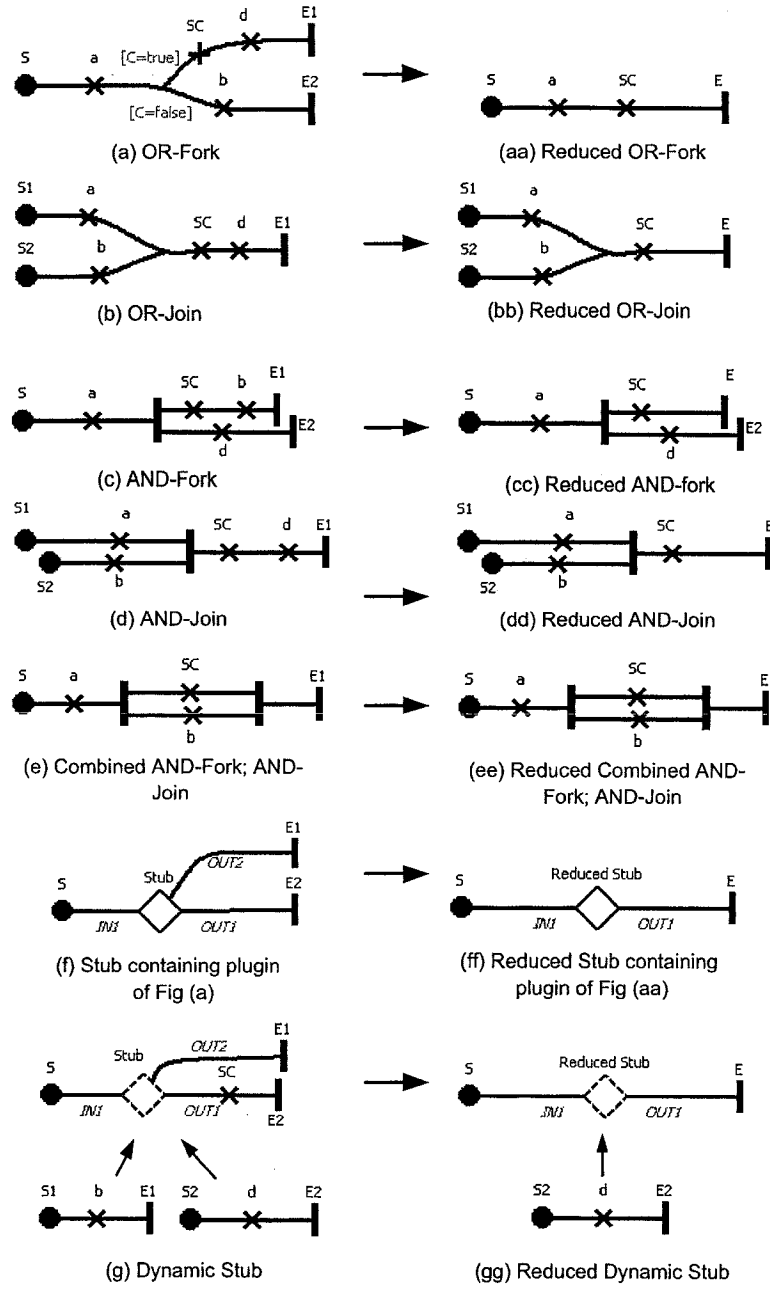 SC d E1
S a [C=true]
b E2
[C=false]
(a) OR-Fork
S a SC E
(aa) Reduced OR-Fork
S1 a
SC d E1
S2 b
(b) OR-Join
S1 a
SC E
S2 b
(bb) Reduced OR-Join
S a SC b E1
E2
d
(c) AND-Fork
S a SC E
E2
d
(cc) Reduced AND-fork
S1 a SC d E1
S2 b
(d) AND-Join
S1 a SC E
S2 b
(dd) Reduced AND-Join
S a SC E1
b
(e) Combined AND-Fork; AND-
Join
S a SC E
b
(ee) Reduced Combined AND-
Fork; AND-Join
E1
OUT2
S Stub E2
IN1 OUT1
(f) Stub containing plugin
of Fig (a)
Reduced Stub
S E
IN1 OUT1
(ff) Reduced Stub containing
plugin of Fig (aa)
E1
Stub OUT2
S SC
IN1 OUT1 E2
S1 b E1
S2 d E2
(g) Dynamic Stub
Reduced Stub
S E
IN1 OUT1
S2 d E2
(gg) Reduced Dynamic Stub